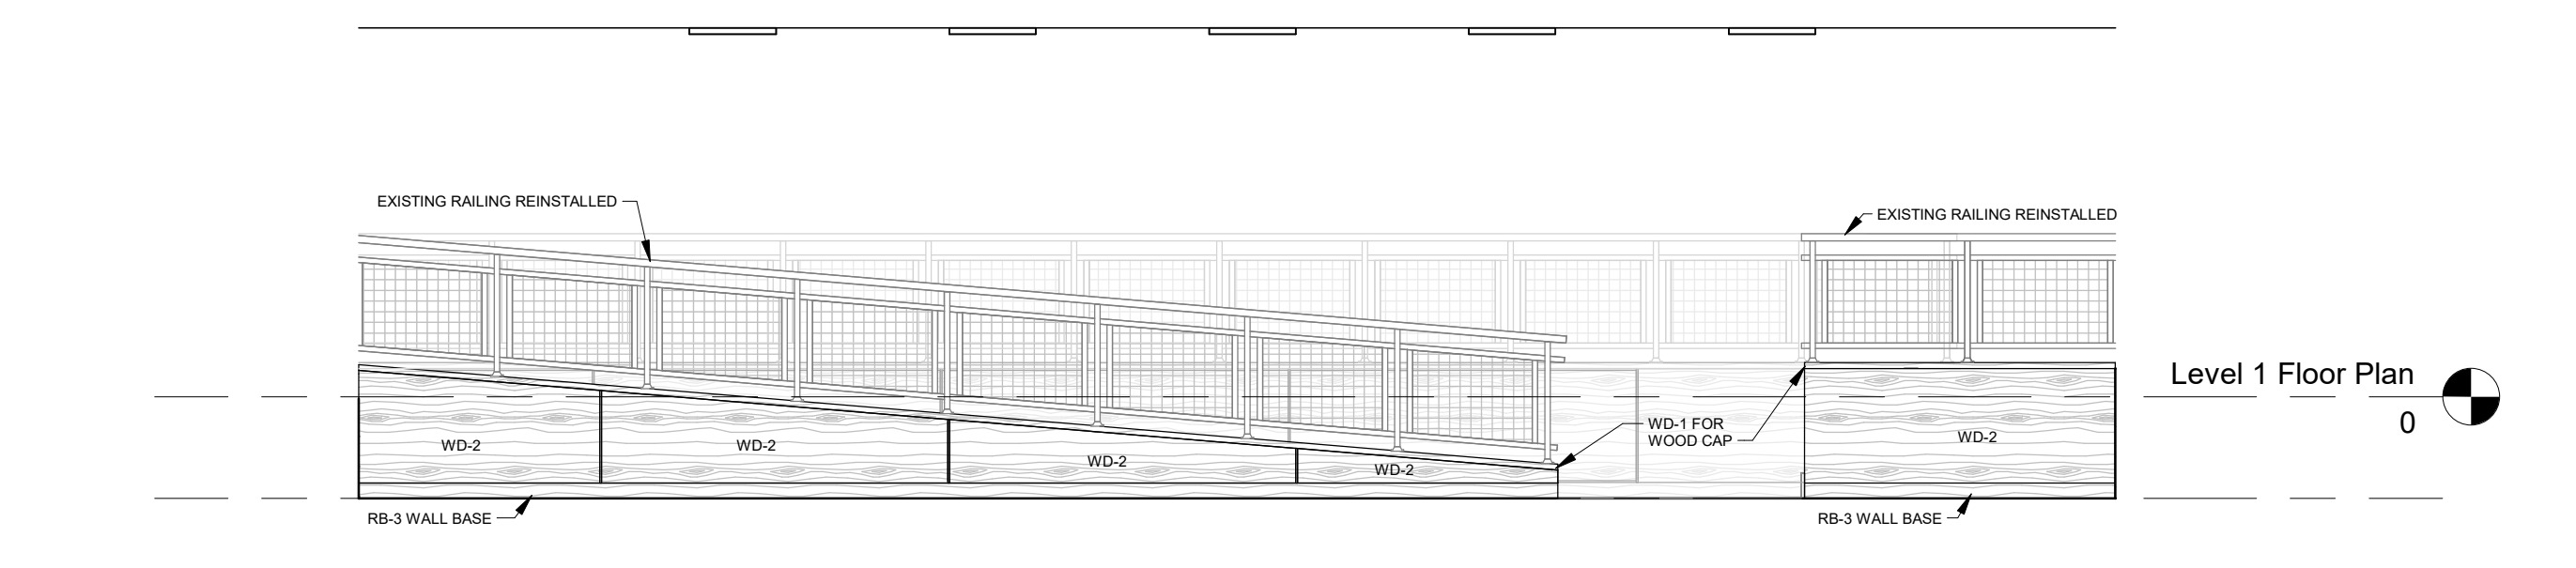 EXISTING RAILING REINSTALLED
EXISTING RAILING REINSTALLED
Level 1 Floor Plan
0
WD-1 FOR
WOOD CAP
WD-2
WD-2
WD-2
WD-2
WD-2
RB-3 WALL BASE
RB-3 WALL BASE